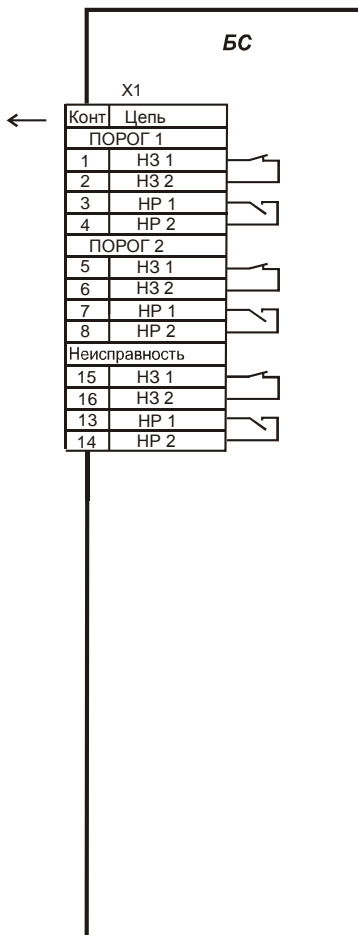 БС
X1
Конт Цепь
ПОРОГ 1
1 НЗ 1
2 НЗ 2
3 НР 1
4 НР 2
ПОРОГ 2
5 НЗ 1
6 НЗ 2
7 НР 1
8 НР 2
Неисправность
15 НЗ 1
16 НЗ 2
13 НР 1
14 НР 2